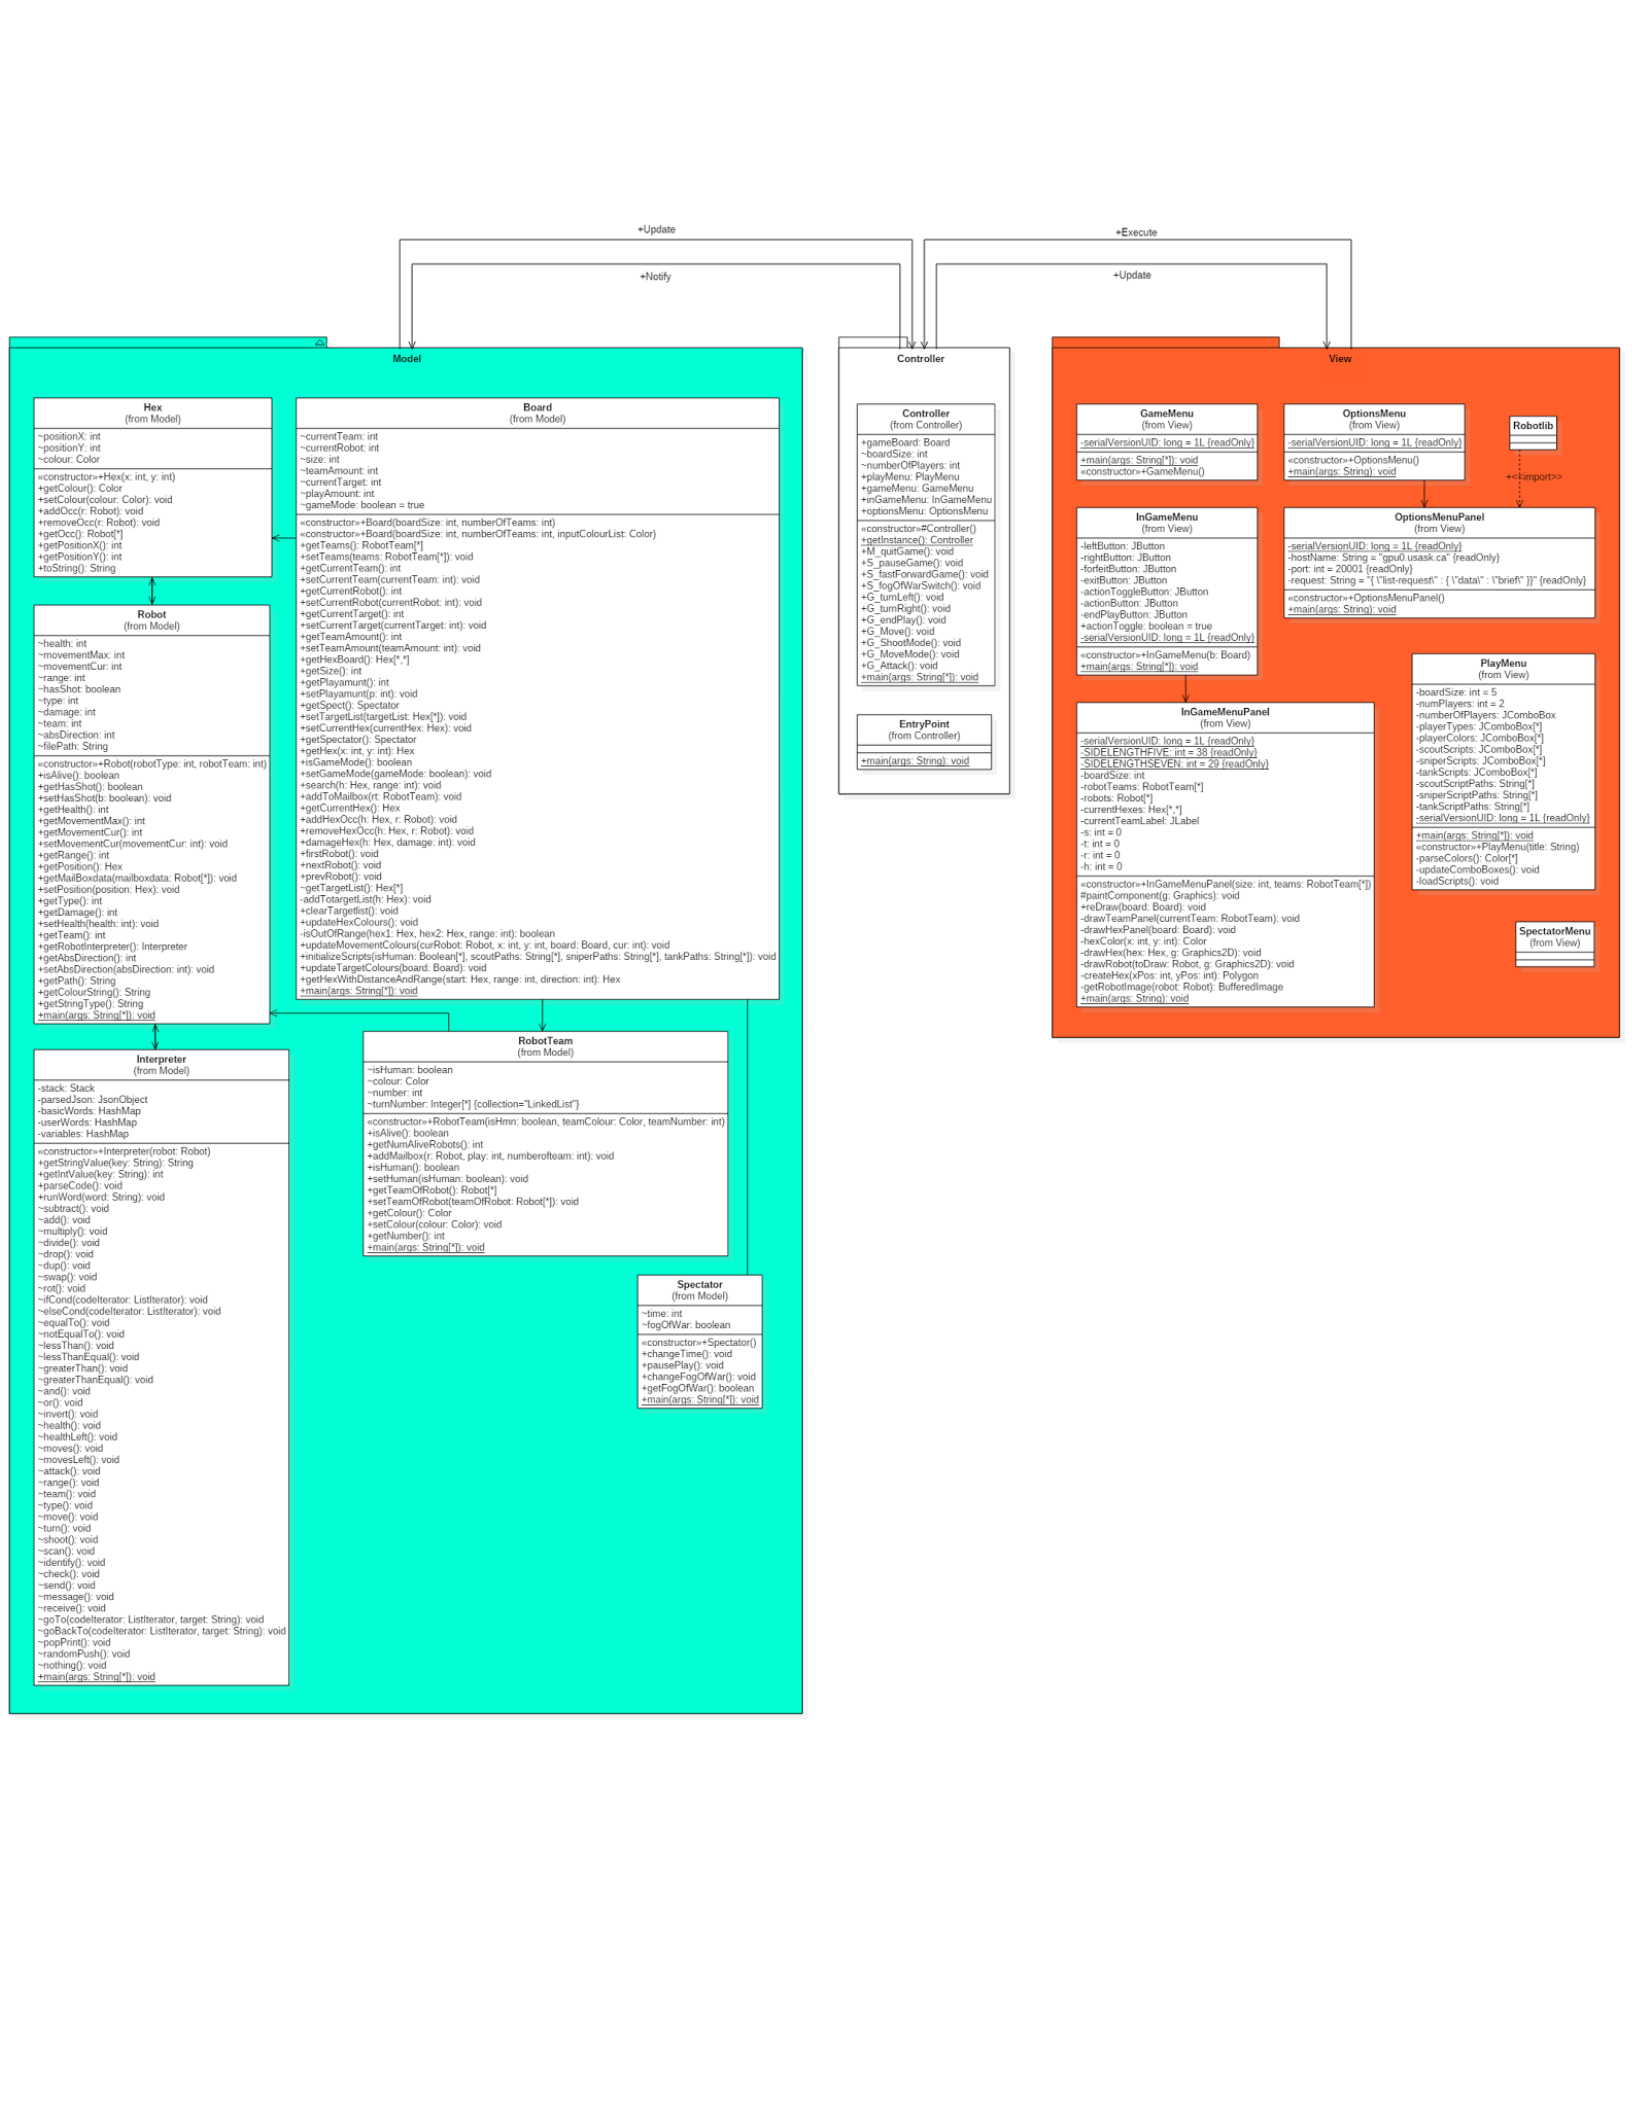 +Update
+Execute
+Notify
+Update
Model
Hex
(from Model)
~positionX: int
~positionY: int
~colour: Color
«constructor»+Hex(x: int, y: int)
+getColour(): Color
+setColour(colour: Color): void
+addOcc(r: Robot): void
+removeOcc(r: Robot): void
+getOcc(): Robot[*]
+getPositionX(): int
+getPositionY(): int
+toString(): String
Robot
(from Model)
~health: int
~movementMax: int
~movementCur: int
~range: int
~hasShot: boolean
~type: int
~damage: int
~team: int
~absDirection: int
~filePath: String
«constructor»+Robot(robotType: int, robotTeam: int)
+isAlive(): boolean
+getHasShot(): boolean
+setHasShot(b: boolean): void
+getHealth(): int
+getMovementMax(): int
+getMovementCur(): int
+setMovementCur(movementCur: int): void
+getRange(): int
+getPosition(): Hex
+getMailBoxdata(mailboxdata: Robot[*]): void
+setPosition(position: Hex): void
+getType(): int
+getDamage(): int
+setHealth(health: int): void
+getTeam(): int
+getRobotInterpreter(): Interpreter
+getAbsDirection(): int
+setAbsDirection(absDirection: int): void
+getPath(): String
+getColourString(): String
+getStringType(): String
+main(args: String[*]): void
Interpreter
(from Model)
-stack: Stack
-parsedJson: JsonObject
-basicWords: HashMap
-userWords: HashMap
-variables: HashMap
«constructor»+Interpreter(robot: Robot)
+getStringValue(key: String): String
+getIntValue(key: String): int
+parseCode(): void
+runWord(word: String): void
~subtract(): void
~add(): void
~multiply(): void
~divide(): void
~drop(): void
~dup(): void
~swap(): void
~rot(): void
~ifCond(codeIterator: ListIterator): void
~elseCond(codeIterator: ListIterator): void
~equalTo(): void
~notEqualTo(): void
~lessThan(): void
~lessThanEqual(): void
~greaterThan(): void
~greaterThanEqual(): void
~and(): void
~or(): void
~invert(): void
~health(): void
~healthLeft(): void
~moves(): void
~movesLeft(): void
~attack(): void
~range(): void
~team(): void
~type(): void
~move(): void
~turn(): void
~shoot(): void
~scan(): void
~identify(): void
~check(): void
~send(): void
~message(): void
~receive(): void
~goTo(codeIterator: ListIterator, target: String): void
~goBackTo(codeIterator: ListIterator, target: String): void
~popPrint(): void
~randomPush(): void
~nothing(): void
+main(args: String[*]): void
Board
(from Model)
~currentTeam: int
~currentRobot: int
~size: int
~teamAmount: int
~currentTarget: int
~playAmount: int
~gameMode: boolean = true
«constructor»+Board(boardSize: int, numberOfTeams: int)
«constructor»+Board(boardSize: int, numberOfTeams: int, inputColourList: Color)
+getTeams(): RobotTeam[*]
+setTeams(teams: RobotTeam[*]): void
+getCurrentTeam(): int
+setCurrentTeam(currentTeam: int): void
+getCurrentRobot(): int
+setCurrentRobot(currentRobot: int): void
+getCurrentTarget(): int
+setCurrentTarget(currentTarget: int): void
+getTeamAmount(): int
+setTeamAmount(teamAmount: int): void
+getHexBoard(): Hex[*,*]
+getSize(): int
+getPlayamunt(): int
+setPlayamunt(p: int): void
+getSpect(): Spectator
+setTargetList(targetList: Hex[*]): void
+setCurrentHex(currentHex: Hex): void
+getSpectator(): Spectator
+getHex(x: int, y: int): Hex
+isGameMode(): boolean
+setGameMode(gameMode: boolean): void
+search(h: Hex, range: int): void
+addToMailbox(rt: RobotTeam): void
+getCurrentHex(): Hex
+addHexOcc(h: Hex, r: Robot): void
+removeHexOcc(h: Hex, r: Robot): void
+damageHex(h: Hex, damage: int): void
+firstRobot(): void
+nextRobot(): void
+prevRobot(): void
~getTargetList(): Hex[*]
-addTotargetList(h: Hex): void
+clearTargetlist(): void
+updateHexColours(): void
-isOutOfRange(hex1: Hex, hex2: Hex, range: int): boolean
+updateMovementColours(curRobot: Robot, x: int, y: int, board: Board, cur: int): void
+initializeScripts(isHuman: Boolean[*], scoutPaths: String[*], sniperPaths: String[*], tankPaths: String[*]): void
+updateTargetColours(board: Board): void
+getHexWithDistanceAndRange(start: Hex, range: int, direction: int): Hex
+main(args: String[*]): void
RobotTeam
(from Model)
~isHuman: boolean
~colour: Color
~number: int
~turnNumber: Integer[*] {collection="LinkedList"}
«constructor»+RobotTeam(isHmn: boolean, teamColour: Color, teamNumber: int)
+isAlive(): boolean
+getNumAliveRobots(): int
+addMailbox(r: Robot, play: int, numberofteam: int): void
+isHuman(): boolean
+setHuman(isHuman: boolean): void
+getTeamOfRobot(): Robot[*]
+setTeamOfRobot(teamOfRobot: Robot[*]): void
+getColour(): Color
+setColour(colour: Color): void
+getNumber(): int
+main(args: String[*]): void
Spectator
(from Model)
~time: int
~fogOfWar: boolean
«constructor»+Spectator()
+changeTime(): void
+pausePlay(): void
+changeFogOfWar(): void
+getFogOfWar(): boolean
+main(args: String[*]): void
Controller
Controller
(from Controller)
+gameBoard: Board
~boardSize: int
~numberOfPlayers: int
+playMenu: PlayMenu
+gameMenu: GameMenu
+inGameMenu: InGameMenu
+optionsMenu: OptionsMenu
«constructor»#Controller()
+getInstance(): Controller
+M_quitGame(): void
+S_pauseGame(): void
+S_fastForwardGame(): void
+S_fogOfWarSwitch(): void
+G_turnLeft(): void
+G_turnRight(): void
+G_endPlay(): void
+G_Move(): void
+G_ShootMode(): void
+G_MoveMode(): void
+G_Attack(): void
+main(args: String[*]): void
EntryPoint
(from Controller)
+main(args: String): void
View
GameMenu
(from View)
-serialVersionUID: long = 1L {readOnly}
+main(args: String[*]): void
«constructor»+GameMenu()
OptionsMenu
(from View)
-serialVersionUID: long = 1L {readOnly}
«constructor»+OptionsMenu()
+main(args: String): void
Robotlib
+<<import>>
InGameMenu
(from View)
-leftButton: JButton
-rightButton: JButton
-forfeitButton: JButton
-exitButton: JButton
-actionToggleButton: JButton
-actionButton: JButton
-endPlayButton: JButton
+actionToggle: boolean = true
-serialVersionUID: long = 1L {readOnly}
«constructor»+InGameMenu(b: Board)
+main(args: String[*]): void
OptionsMenuPanel
(from View)
-serialVersionUID: long = 1L {readOnly}
-hostName: String = "gpu0.usask.ca" {readOnly}
-port: int = 20001 {readOnly}
-request: String = "{ \"list-request\" : { \"data\" : \"brief\" }}" {readOnly}
«constructor»+OptionsMenuPanel()
+main(args: String): void
InGameMenuPanel
(from View)
-serialVersionUID: long = 1L {readOnly}
-SIDELENGTHFIVE: int = 38 {readOnly}
-SIDELENGTHSEVEN: int = 29 {readOnly}
-boardSize: int
-robotTeams: RobotTeam[*]
-robots: Robot[*]
-currentHexes: Hex[*,*]
-currentTeamLabel: JLabel
-s: int = 0
-t: int = 0
-r: int = 0
-h: int = 0
«constructor»+InGameMenuPanel(size: int, teams: RobotTeam[*])
#paintComponent(g: Graphics): void
+reDraw(board: Board): void
-drawTeamPanel(currentTeam: RobotTeam): void
-drawHexPanel(board: Board): void
-hexColor(x: int, y: int): Color
-drawHex(hex: Hex, g: Graphics2D): void
-drawRobot(toDraw: Robot, g: Graphics2D): void
-createHex(xPos: int, yPos: int): Polygon
-getRobotImage(robot: Robot): BufferedImage
+main(args: String): void
PlayMenu
(from View)
-boardSize: int = 5
-numPlayers: int = 2
-numberOfPlayers: JComboBox
-playerTypes: JComboBox[*]
-playerColors: JComboBox[*]
-scoutScripts: JComboBox[*]
-sniperScripts: JComboBox[*]
-tankScripts: JComboBox[*]
-scoutScriptPaths: String[*]
-sniperScriptPaths: String[*]
-tankScriptPaths: String[*]
-serialVersionUID: long = 1L {readOnly}
+main(args: String[*]): void
«constructor»+PlayMenu(title: String)
-parseColors(): Color[*]
-updateComboBoxes(): void
-loadScripts(): void
SpectatorMenu
(from View)